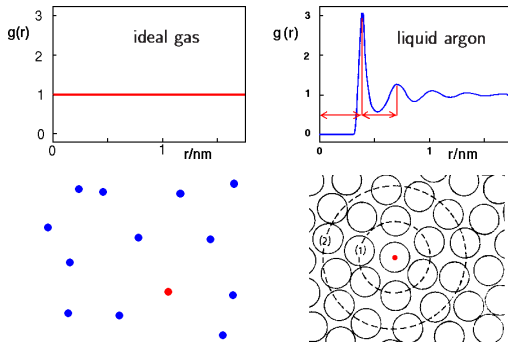 g(r)
3
2
1
0
ideal gas
0
1
r/nm
g(r)
3
2
1
0
liquid argon
0
1
r/nm
(2)
(1)